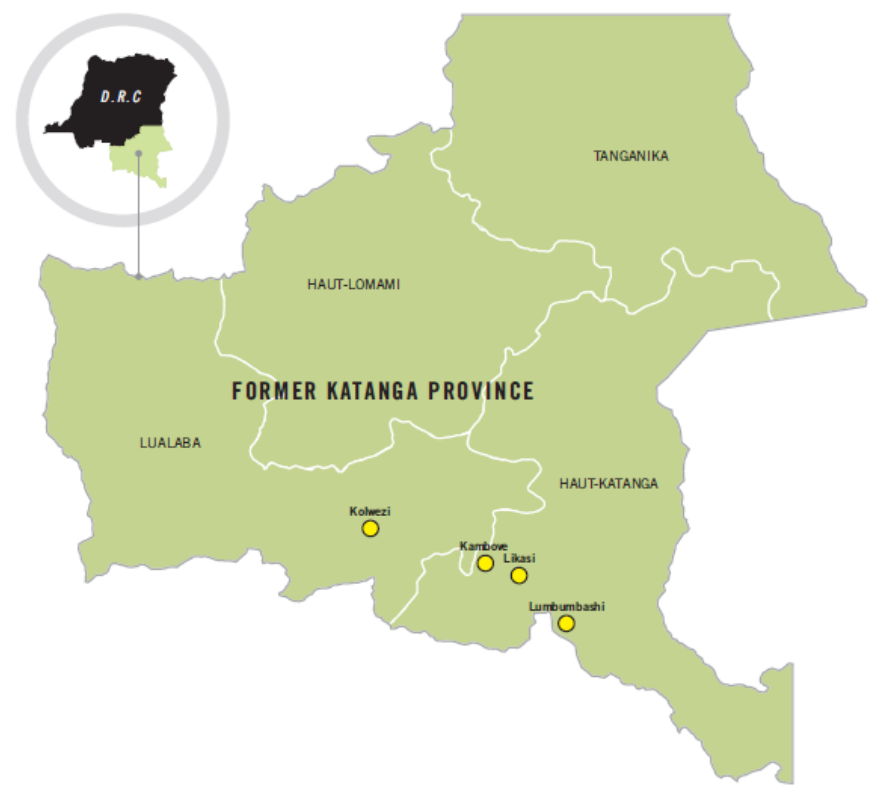 D.R.C
TANGANIKA
HAUT-LOMAMI
FORMER KATANGA PROVINCE
LUALABA
HAUT-KATANGA
Kolwezi
Kambove
Likasi
Lumbumbashi